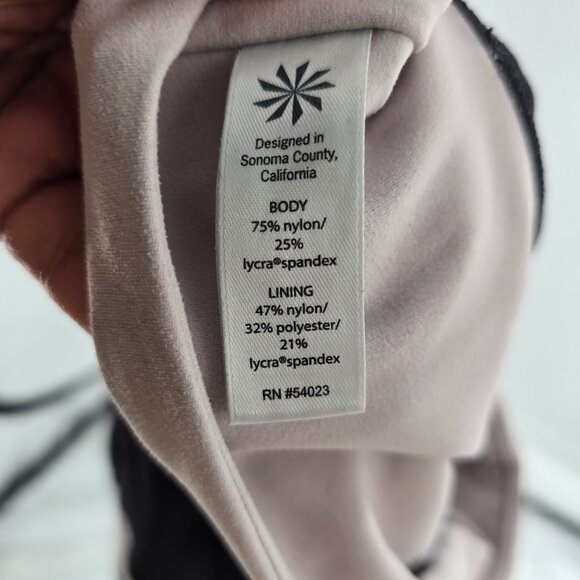 Designed in
Sonoma County,
California
BODY
75% nylon/
25%
lycra®spandex
LINING
47% nylon/
32% polyester/
21%
lycra®spandex
RN #54023